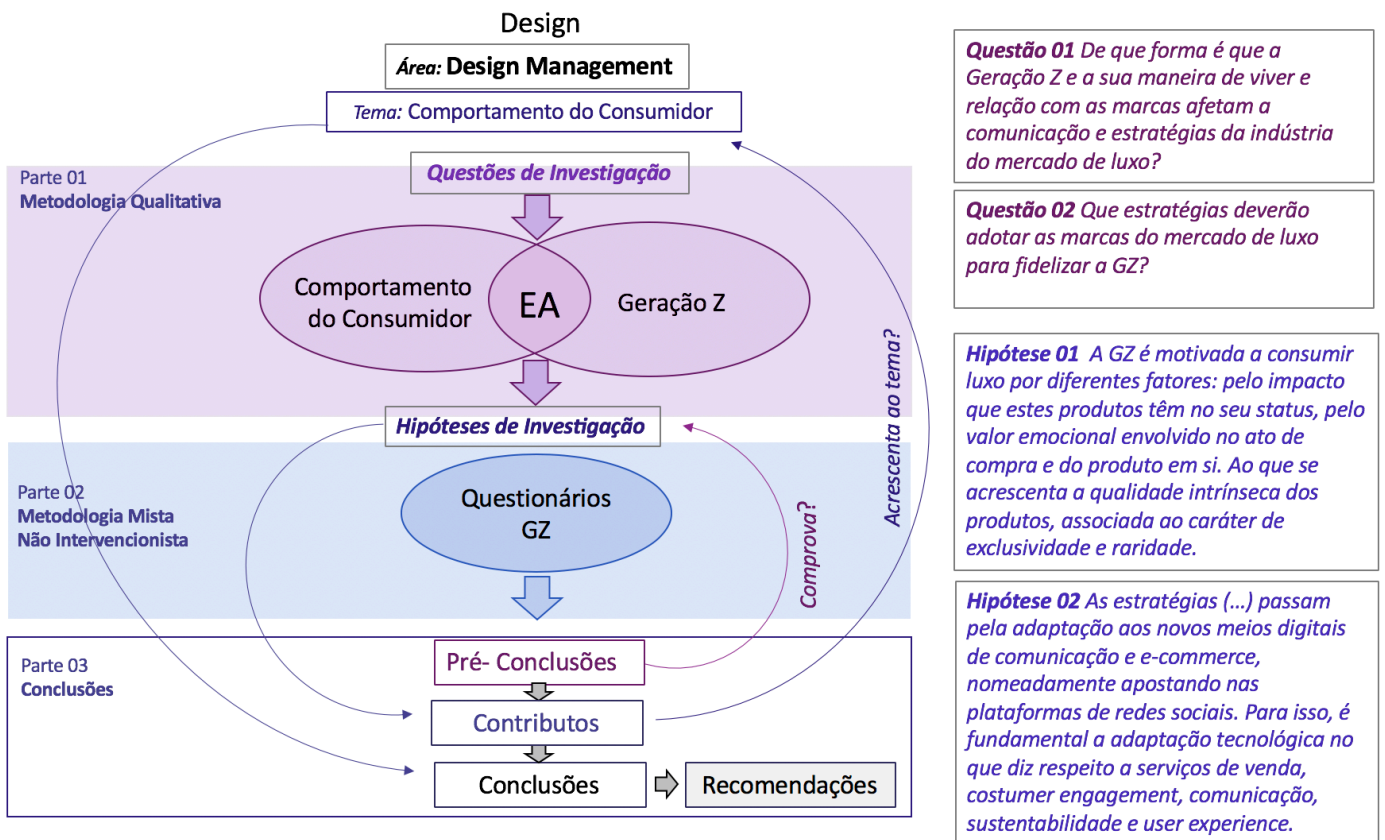 Design
Área: Design Management
Tema: Comportamento do Consumidor
Parte 01
Metodologia Qualitativa
Questões de Investigação
Comportamento
do Consumidor
EA
Geração Z
Hipóteses de Investigação
Parte 02
Metodologia Mista
Não Intervencionista
Questionários
GZ
Comprova?
Acrescenta ao tema?
Parte 03
Conclusões
Pré- Conclusões
Contributos
Conclusões
Recomendações
Questão 01 De que forma é que a
Geração Z e a sua maneira de viver e
relação com as marcas afetam a
comunicação e estratégias da indústria
do mercado de luxo?
Questão 02 Que estratégias deverão
adotar as marcas do mercado de luxo
para fidelizar a GZ?
Hipótese 01 A GZ é motivada a consumir
luxo por diferentes fatores: pelo impacto
que estes produtos têm no seu status, pelo
valor emocional envolvido no ato de
compra e do produto em si. Ao que se
acrescenta a qualidade intrínseca dos
produtos, associada ao caráter de
exclusividade e raridade.
Hipótese 02 As estratégias (...) passam
pela adaptação aos novos meios digitais
de comunicação e e-commerce,
nomeadamente apostando nas
plataformas de redes sociais. Para isso, é
fundamental a adaptação tecnológica no
que diz respeito a serviços de venda,
costumer engagement, comunicação,
sustentabilidade e user experience.